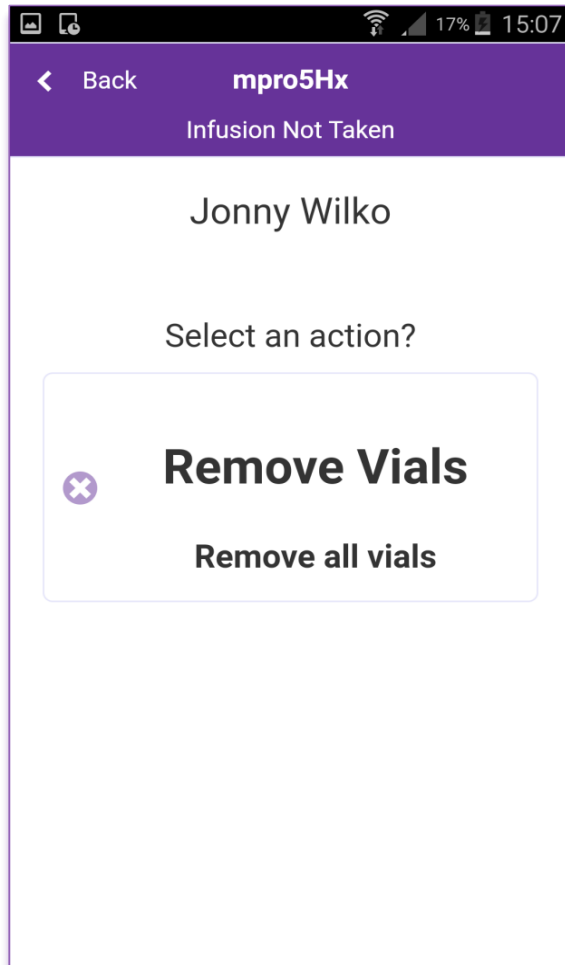 17% 15:07
Back mpro5Hx
Infusion Not Taken
Jonny Wilko
Select an action?
Remove Vials
Remove all vials